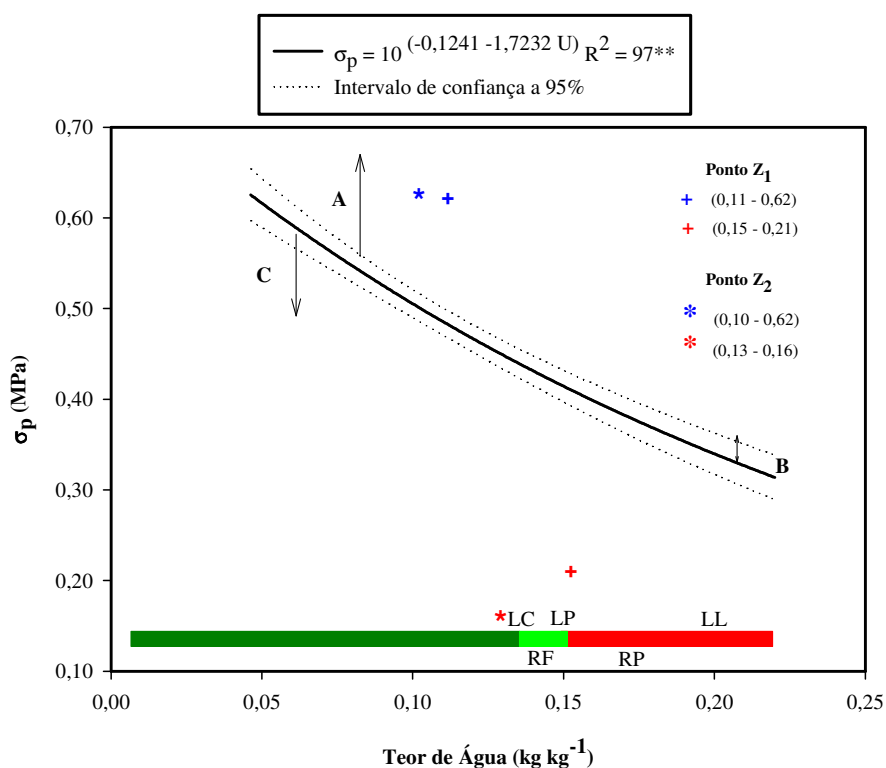 σp = 10 (-0,1241 -1,7232 U) R2 = 97**
Intervalo de confiança a 95%
0,70
0,60
0,50
0,40
0,30
0,20
0,10
σp (MPa)
A
C
B
Ponto Z1
(0,11 - 0,62)
(0,15 - 0,21)
Ponto Z2
(0,10 - 0,62)
(0,13 - 0,16)
LC LP LL
RF RP
0,00 0,05 0,10 0,15 0,20 0,25
Teor de Água (kg kg-1)